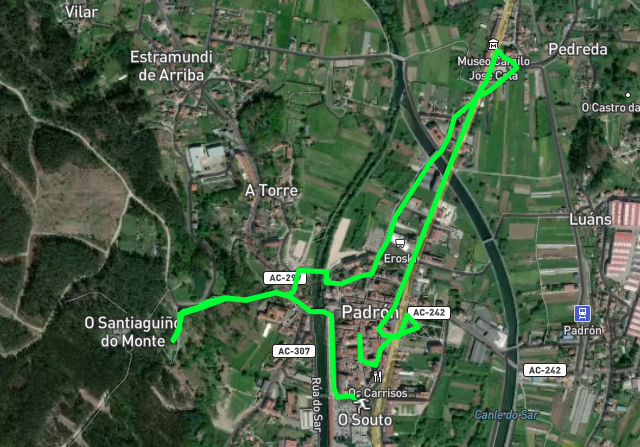 Vilar
Estramundi
de Arriba
Museo Camilo
José Cela
Pedreda
O Castro da
A Torre
Luáns
Eroski
AC-29
Padrón
AC-242
O Santiaguiño
do Monte
Padrón
AC-307
AC-242
Rúa do Sar
Os Carrisos
O Souto
Canle do Sar